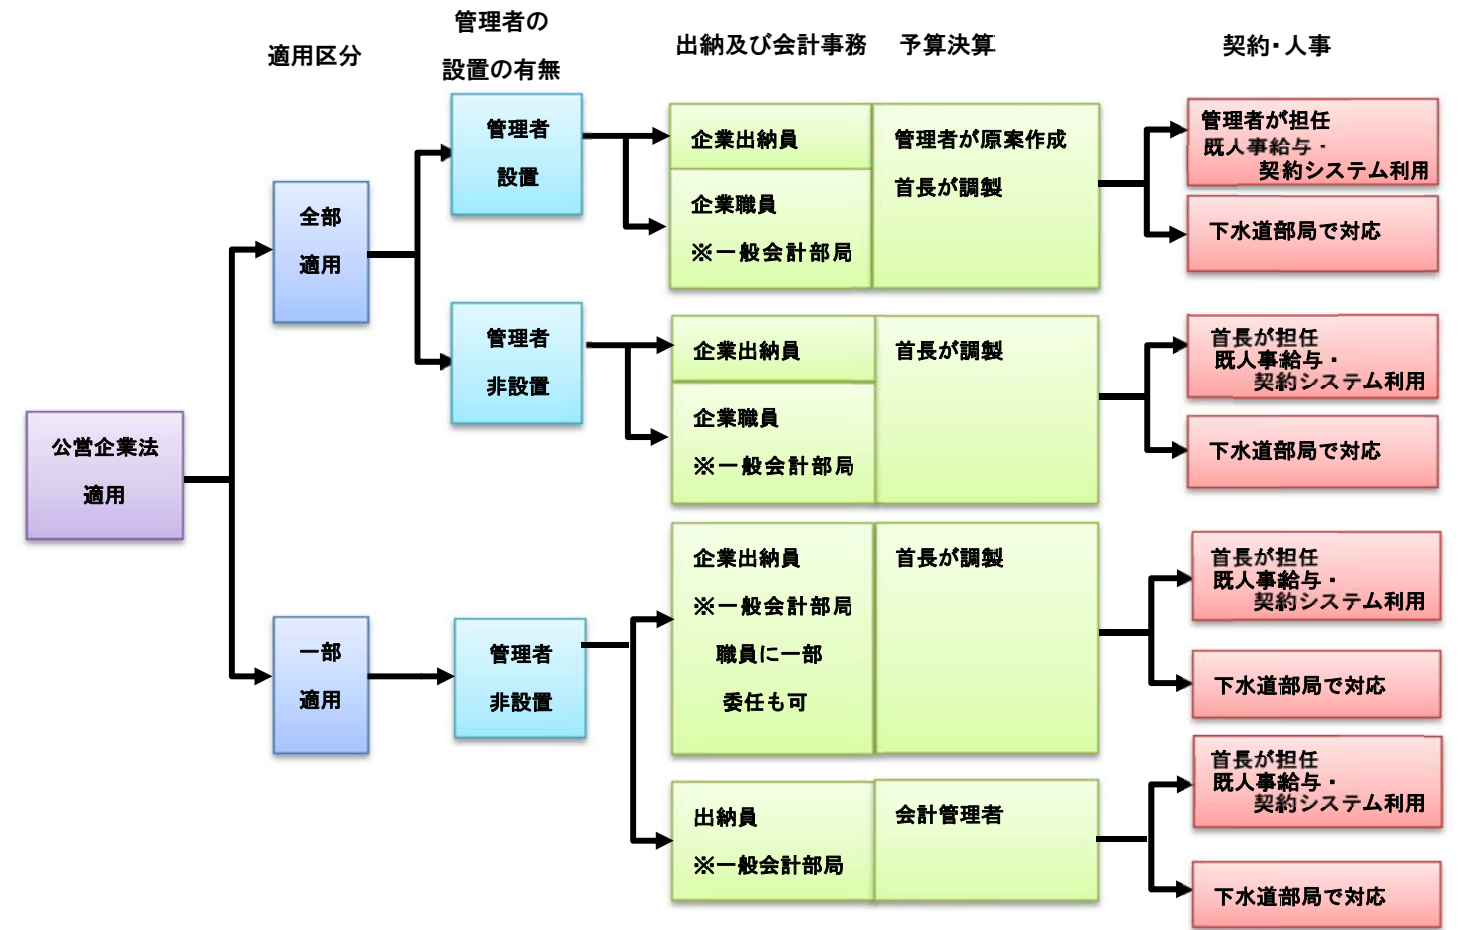 適用区分
管理者の
設置の有無
出納及び会計事務
予算決算
契約・人事
公営企業法
適用
全部
適用
管理者
設置
企業出納員
企業職員
※一般会計部局
管理者が原案作成
首長が調製
管理者が担任
既人事給与・
契約システム利用
下水道部局で対応
管理者
非設置
企業出納員
企業職員
※一般会計部局
首長が調製
首長が担任
既人事給与・
契約システム利用
下水道部局で対応
一部
適用
管理者
非設置
企業出納員
※一般会計部局
職員に一部
委任も可
首長が調製
首長が担任
既人事給与・
契約システム利用
下水道部局で対応
出納員
※一般会計部局
会計管理者
首長が担任
既人事給与・
契約システム利用
下水道部局で対応